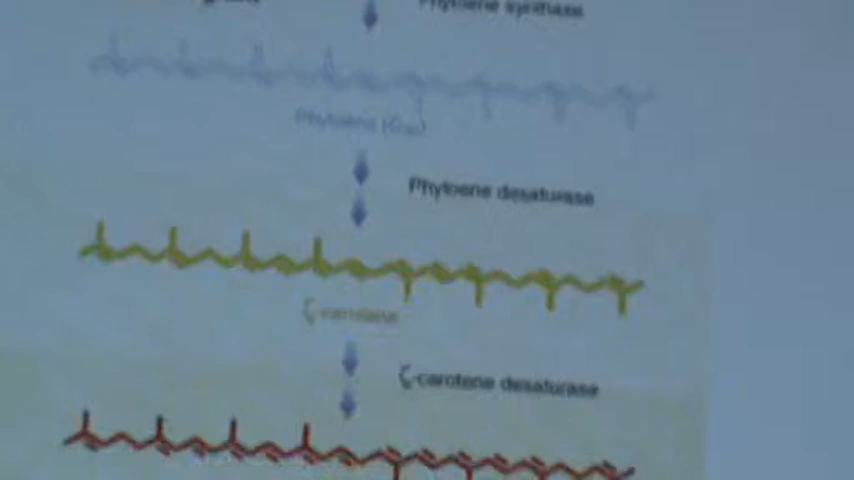 Phytoene synthase
Phytoene (C₄₀)
Phytoene desaturase
ζ-carotene
ζ-carotene desaturase